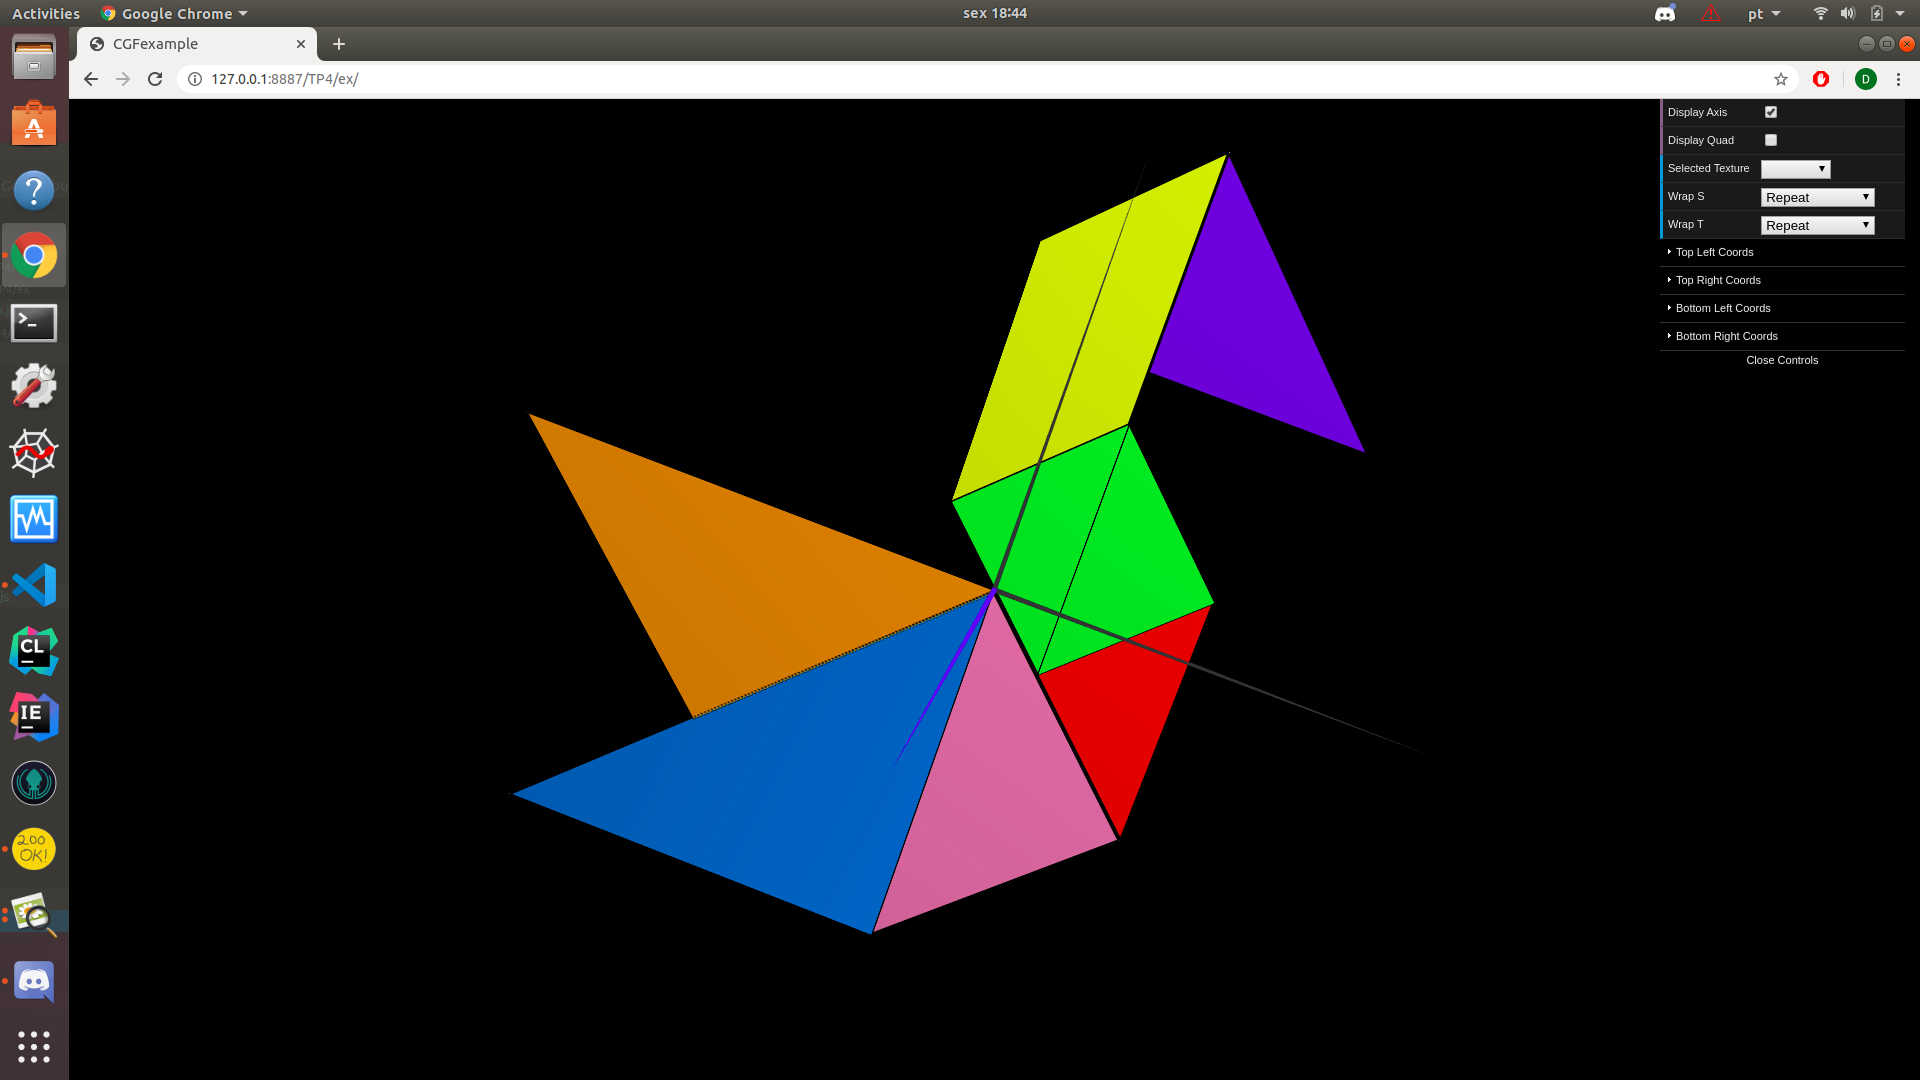 Activities
Google Chrome
sex 18:44
pt
CGFexample
127.0.0.1:8887/TP4/ex/
D
Display Axis
Display Quad
Selected Texture
Wrap S
Repeat
Wrap T
Repeat
Top Left Coords
Top Right Coords
Bottom Left Coords
Bottom Right Coords
Close Controls
CL
IE
200
OK!